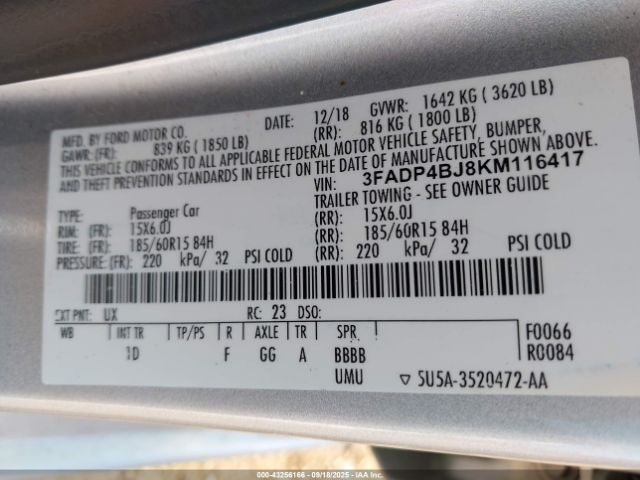 MFD. BY FORD MOTOR CO.
DATE: 12/18 GVWR: 1642 KG ( 3620 LB)
GAWR: (FR): 839 KG ( 1850 LB) (RR): 816 KG ( 1800 LB)
THIS VEHICLE CONFORMS TO ALL APPLICABLE FEDERAL MOTOR VEHICLE SAFETY, BUMPER,
AND THEFT PREVENTION STANDARDS IN EFFECT ON THE DATE OF MANUFACTURE SHOWN ABOVE.
VIN: 3FADP4BJ8KM116417
TYPE: Passenger Car TRAILER TOWING - SEE OWNER GUIDE
RIM: (FR): 15X6.0J (RR): 15X6.0J
TIRE: (FR): 185/60R15 84H (RR): 185/60R15 84H
PRESSURE: (FR): 220 kPa/ 32 PSI COLD (RR): 220 kPa/ 32 PSI COLD
EXT PNT: UX RC: 23 DSO:
WB INT TR TP/PS R AXLE TR SPR F0066
1D F GG A BBBB R0084
UMU ▽ 5U5A-3520472-AA
000-43256166 - 09/18/2025 - IAAI.COM